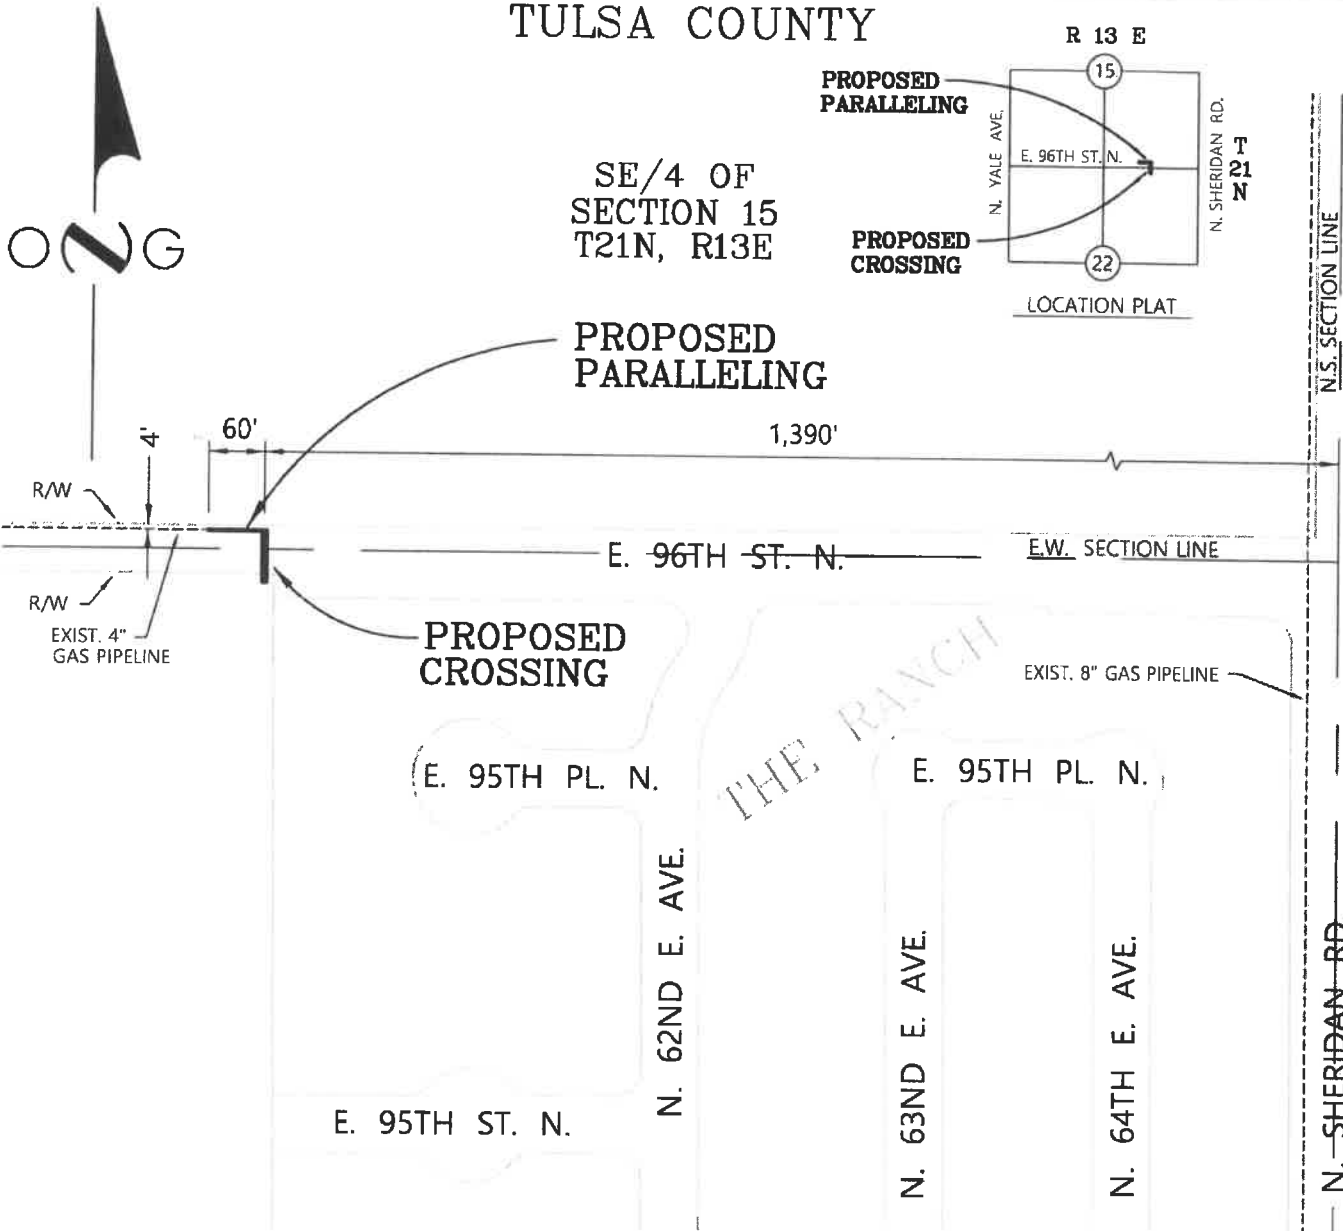 TULSA COUNTY
R 13 E
15
PROPOSED
PARALLELING
N. YALE AVE.
E. 96TH ST. N.
N. SHERIDAN RD.
T
21
N
SE/4 OF
SECTION 15
T21N, R13E
PROPOSED
CROSSING
22
LOCATION PLAT
ONG
N.S. SECTION LINE
PROPOSED
PARALLELING
4'
60'
1,390'
R/W
E. 96TH ST. N.
E.W. SECTION LINE
R/W
EXIST. 4"
GAS PIPELINE
PROPOSED
CROSSING
THE RANCH
EXIST. 8" GAS PIPELINE
E. 95TH PL. N.
E. 95TH PL. N.
N. 62ND E. AVE.
N. 63ND E. AVE.
N. 64TH E. AVE.
N. SHERIDAN RD
E. 95TH ST. N.